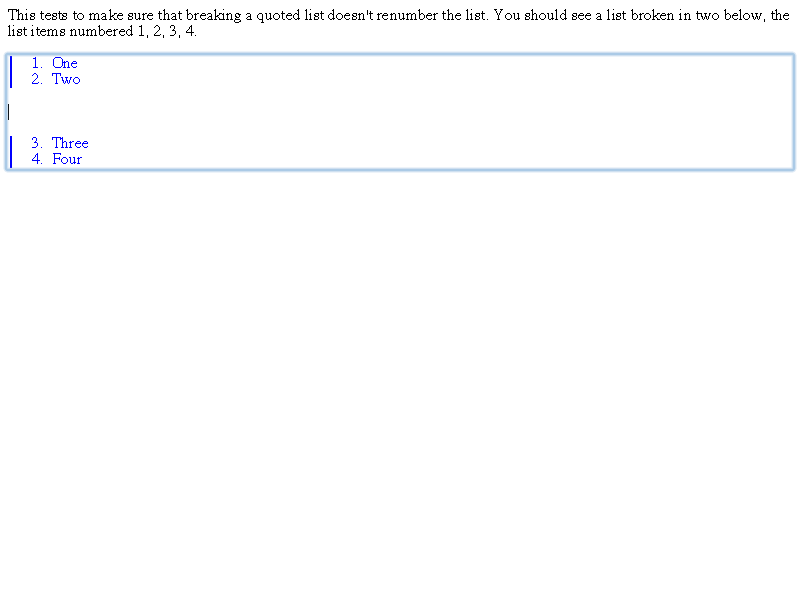 This tests to make sure that breaking a quoted list doesn't renumber the list. You should see a list broken in two below, the
list items numbered 1, 2, 3, 4.
1. One
2. Two
3. Three
4. Four